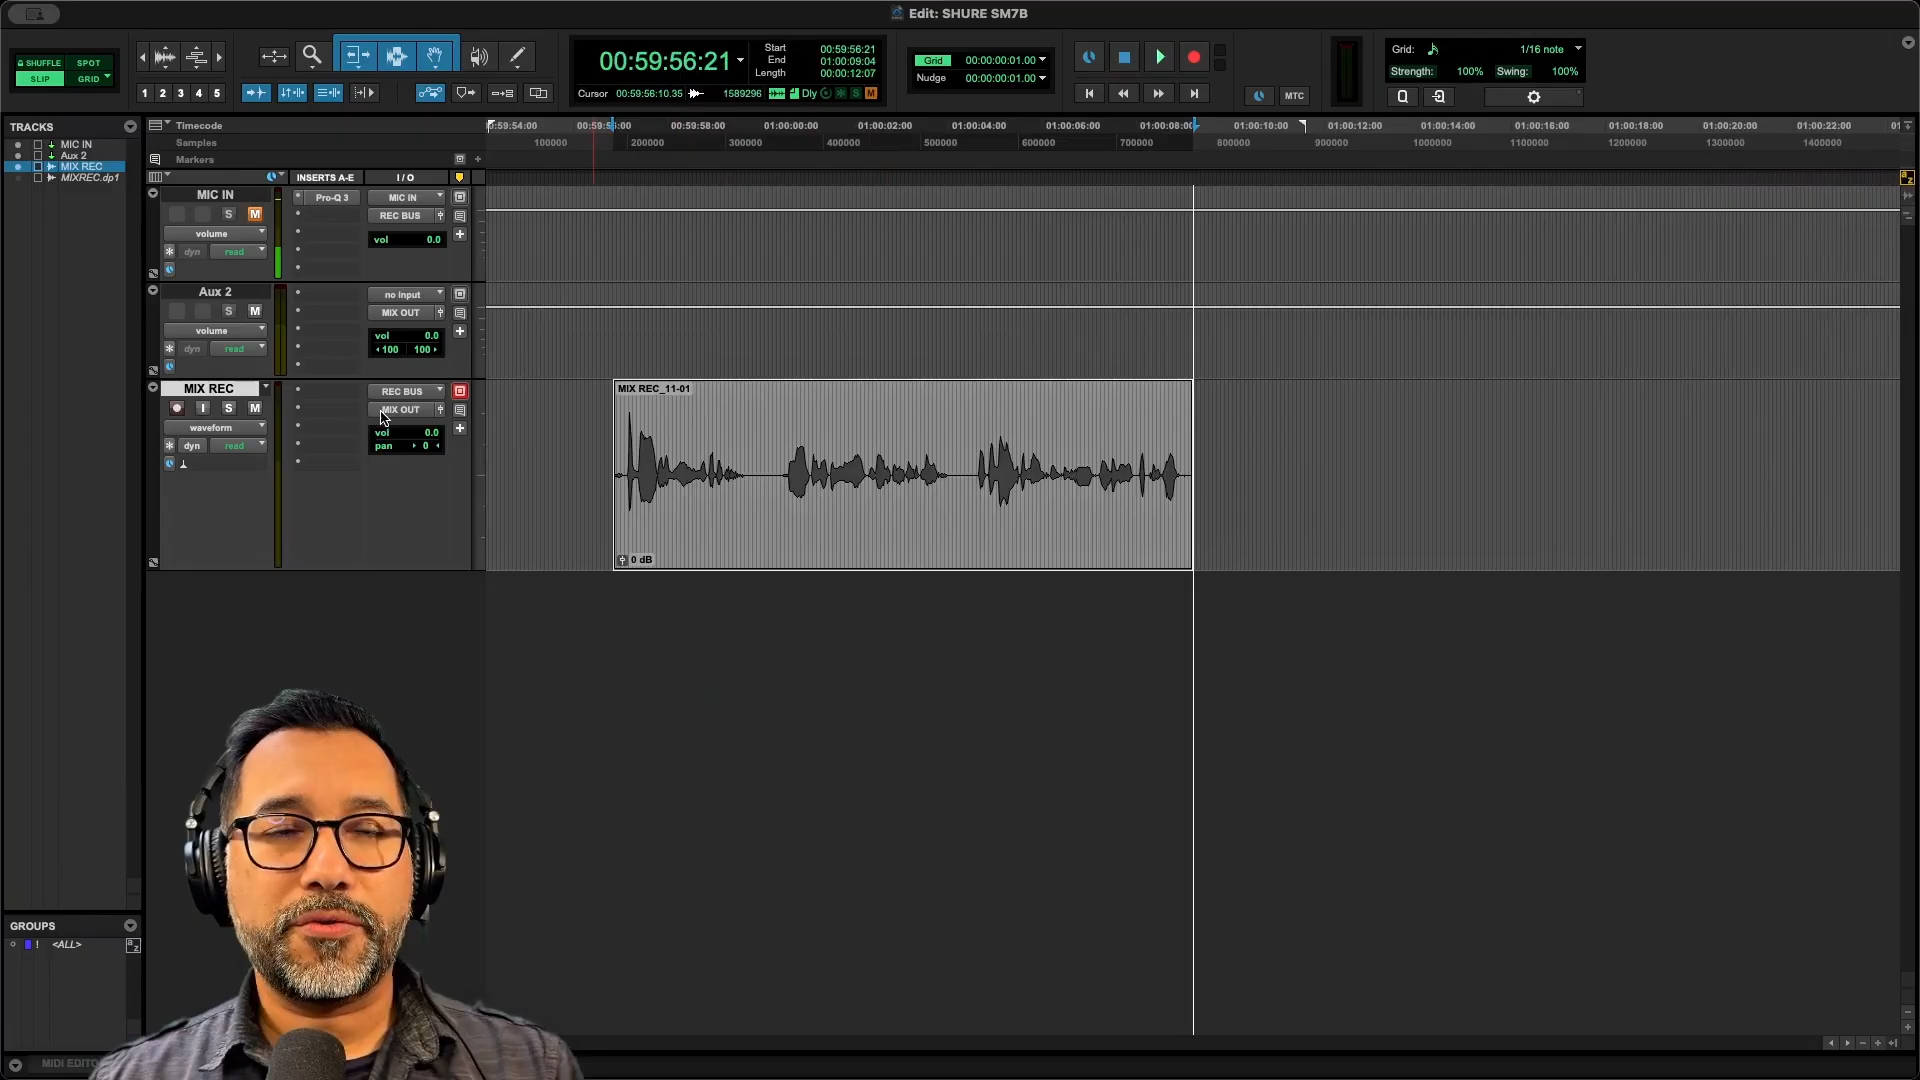 Edit: SHURE SM7B
SHUFFLE SPOT
SLIP GRID
1 2 3 4 5
00:59:56:21
Start 00:59:56:21
End 01:00:09:04
Length 00:00:12:07
Cursor 00:59:56:10.35 1589296 Dly S M
Grid 00:00:00:01.00
Nudge 00:00:00:01.00
MTC
Grid: 1/16 note
Strength: 100% Swing: 100%
TRACKS
MIC IN
Aux 2
MIX REC
MIXREC.dp1
Timecode
:59:54:00 00:59:56:00 00:59:58:00 01:00:00:00 01:00:02:00 01:00:04:00 01:00:06:00 01:00:08:00 01:00:10:00 01:00:12:00 01:00:14:00 01:00:16:00 01:00:18:00 01:00:20:00 01:00:22:00 01
Samples
100000 200000 300000 400000 500000 600000 700000 800000 900000 1000000 1100000 1200000 1300000 1400000
Markers
INSERTS A-E I / O
MIC IN
Pro-Q 3
MIC IN
S M
REC BUS
volume
vol 0.0
dyn read
Aux 2
no input
S M
MIX OUT
volume
vol 0.0
100 100
dyn read
MIX REC
REC BUS
I S M
MIX OUT
waveform
vol 0.0
dyn read
pan 0
MIX REC_11-01
0 dB
GROUPS
! <ALL>
a z
MIDI EDITO